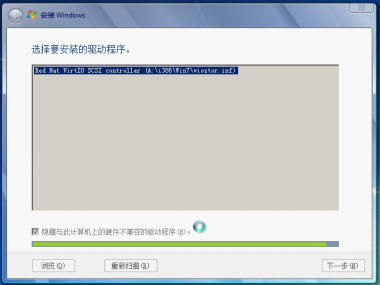 安装 Windows
选择要安装的驱动程序。
Red Hat VirtIO SCSI controller (A:\i386\Win7\viostor.inf)
隐藏与此计算机上的硬件不兼容的驱动程序(H)。
浏览(O)
重新扫描(R)
下一步(N)